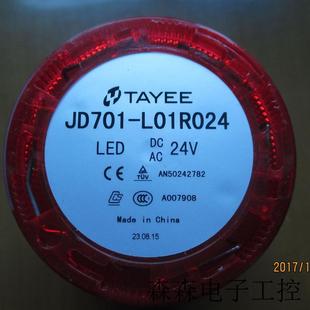 TAYEE
JD701-L01R024
LED DC AC 24V
TÜV AN50242782
A007908
Made in China
23.08.15
2017/1
森森电子工控